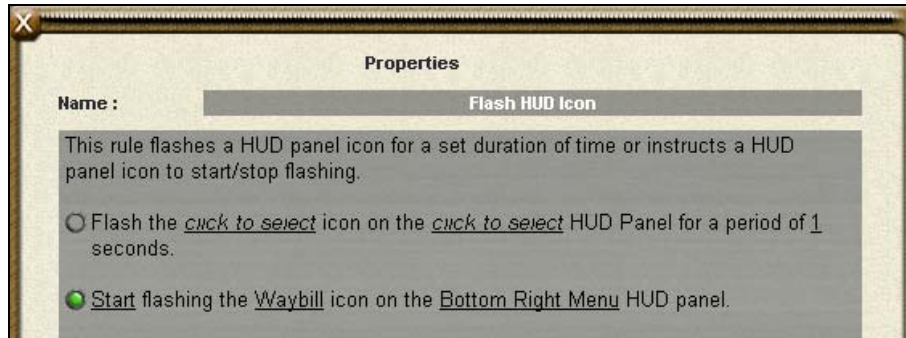 X
Properties
Name : Flash HUD Icon
This rule flashes a HUD panel icon for a set duration of time or instructs a HUD
panel icon to start/stop flashing.
Flash the click to select icon on the click to select HUD Panel for a period of 1
seconds.
Start flashing the Waybill icon on the Bottom Right Menu HUD panel.